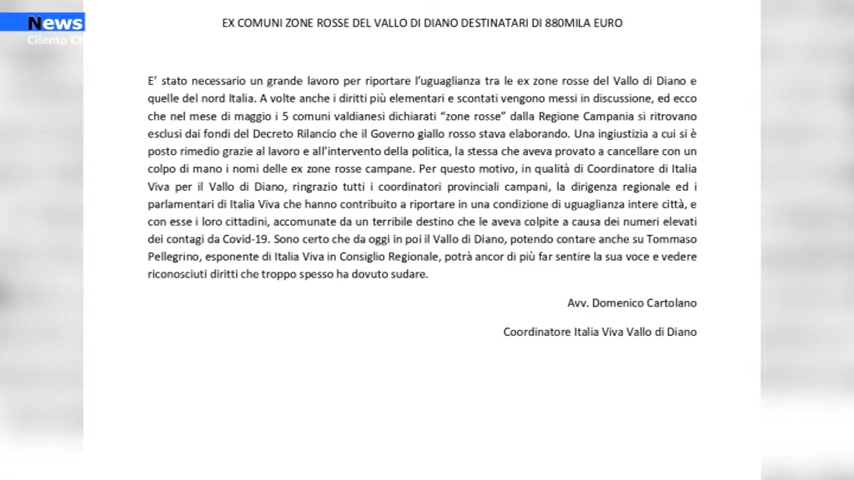 News
Cilento Ch
EX COMUNI ZONE ROSSE DEL VALLO DI DIANO DESTINATARI DI 880MILA EURO
E' stato necessario un grande lavoro per riportare l'uguaglianza tra le ex zone rosse del Vallo di Diano e
quelle del nord Italia. A volte anche i diritti più elementari e scontati vengono messi in discussione, ed ecco
che nel mese di maggio i 5 comuni valdianesi dichiarati “zone rosse” dalla Regione Campania si ritrovano
esclusi dai fondi del Decreto Rilancio che il Governo giallo rosso stava elaborando. Una ingiustizia a cui si è
posto rimedio grazie al lavoro e all'intervento della politica, la stessa che aveva provato a cancellare con un
colpo di mano i nomi delle ex zone rosse campane. Per questo motivo, in qualità di Coordinatore di Italia
Viva per il Vallo di Diano, ringrazio tutti i coordinatori provinciali campani, la dirigenza regionale ed i
parlamentari di Italia Viva che hanno contribuito a riportare in una condizione di uguaglianza intere città, e
con esse i loro cittadini, accomunate da un terribile destino che le aveva colpite a causa dei numeri elevati
dei contagi da Covid-19. Sono certo che da oggi in poi il Vallo di Diano, potendo contare anche su Tommaso
Pellegrino, esponente di Italia Viva in Consiglio Regionale, potrà ancor di più far sentire la sua voce e vedere
riconosciuti diritti che troppo spesso ha dovuto sudare.
Avv. Domenico Cartolano
Coordinatore Italia Viva Vallo di Diano